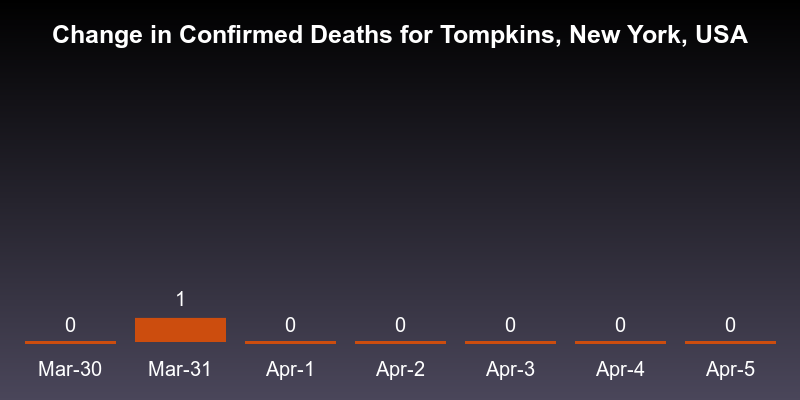 Change in Confirmed Deaths for Tompkins, New York, USA
1
0 0 0 0 0 0
Mar-30 Mar-31 Apr-1 Apr-2 Apr-3 Apr-4 Apr-5